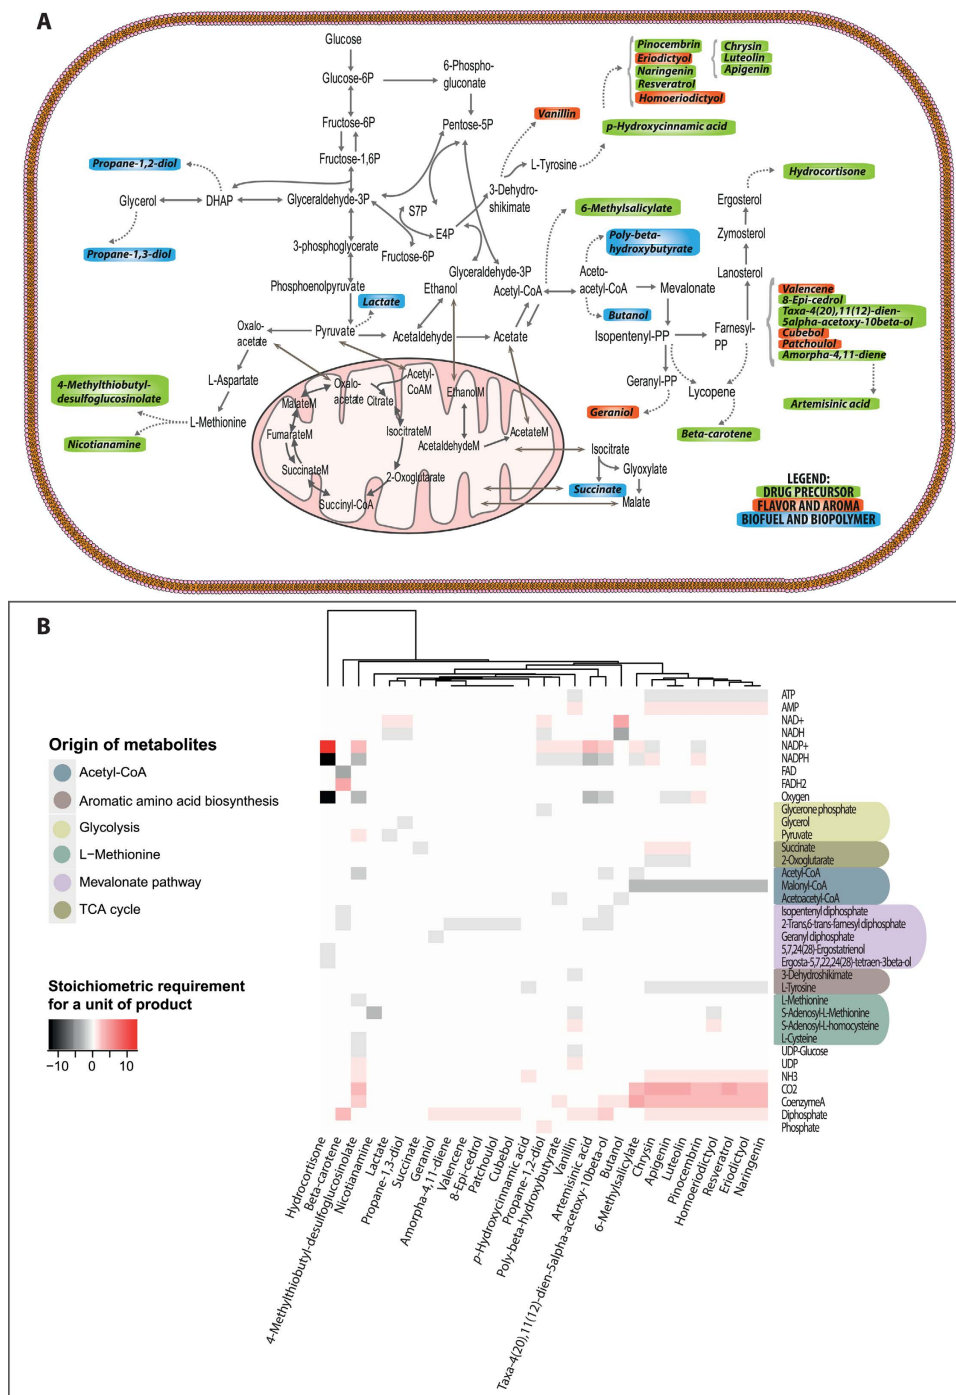 A
Glucose
Glucose-6P
6-Phospho-
gluconate
Fructose-6P
Pentose-5P
Fructose-1,6P
Propane-1,2-diol
Glycerol
DHAP
Glyceraldehyde-3P
Propane-1,3-diol
S7P
E4P
Fructose-6P
3-Dehydro-
shikimate
L-Tyrosine
Vanillin
Pinocembrin
Eriodictyol
Naringenin
Resveratrol
Homoeriodictyol
Chrysin
Luteolin
Apigenin
p-Hydroxycinnamic acid
Hydrocortisone
6-Methylsalicylate
Ergosterol
Zymosterol
Lanosterol
Poly-beta-
hydroxybutyrate
3-phosphoglycerate
Glyceraldehyde-3P
Phosphoenolpyruvate
Ethanol
Acetyl-CoA
Aceto-
acetyl-CoA
Mevalonate
Lactate
Butanol
Valencene
8-Epi-cedrol
Taxa-4(20),11(12)-dien-
5alpha-acetoxy-10beta-ol
Cubebol
Patchoulol
Amorpha-4,11-diene
Oxalo-
acetate
Pyruvate
Acetaldehyde
Acetate
Isopentenyl-PP
Farnesyl-
PP
L-Aspartate
Geranyl-PP
Lycopene
4-Methylthiobutyl-
desulfoglucosinolate
L-Methionine
Nicotianamine
Geraniol
Artemisinic acid
Beta-carotene
Oxalo-
acetate
Citrate
Acetyl-
CoAM
EthanolM
MalateM
FumarateM
IsocitrateM
AcetaldehydeM
AcetateM
SuccinateM
2-Oxoglutarate
Succinyl-CoA
Isocitrate
Glyoxylate
Succinate
Malate
LEGEND:
DRUG PRECURSOR
FLAVOR AND AROMA
BIOFUEL AND BIOPOLYMER
B
Origin of metabolites
Acetyl-CoA
Aromatic amino acid biosynthesis
Glycolysis
L−Methionine
Mevalonate pathway
TCA cycle
Stoichiometric requirement
for a unit of product
−10 0 10
ATP
AMP
NAD+
NADH
NADP+
NADPH
FAD
FADH2
Oxygen
Glycerone phosphate
Glycerol
Pyruvate
Succinate
2-Oxoglutarate
Acetyl-CoA
Malonyl-CoA
Acetoacetyl-CoA
Isopentenyl diphosphate
2-Trans,6-trans-farnesyl diphosphate
Geranyl diphosphate
5,7,24(28)-Ergostatrienol
Ergosta-5,7,22,24(28)-tetraen-3beta-ol
3-Dehydroshikimate
L-Tyrosine
L-Methionine
S-Adenosyl-L-Methionine
S-Adenosyl-L-homocysteine
L-Cysteine
UDP-Glucose
UDP
NH3
CO2
CoenzymeA
Diphosphate
Phosphate
Hydrocortisone
Beta-carotene
4-Methylthiobutyl-desulfoglucosinolate
Nicotianamine
Lactate
Propane-1,3-diol
Succinate
Geraniol
Amorpha-4,11-diene
Valencene
8-Epi-cedrol
Patchoulol
Cubebol
p-Hydroxycinnamic acid
Propane-1,2-diol
Poly-beta-hydroxybutyrate
Vanillin
Artemisinic acid
Taxa-4(20),11(12)-dien-5alpha-acetoxy-10beta-ol
Butanol
6-Methylsalicylate
Chrysin
Apigenin
Luteolin
Pinocembrin
Homoeriodictyol
Resveratrol
Eriodictyol
Naringenin